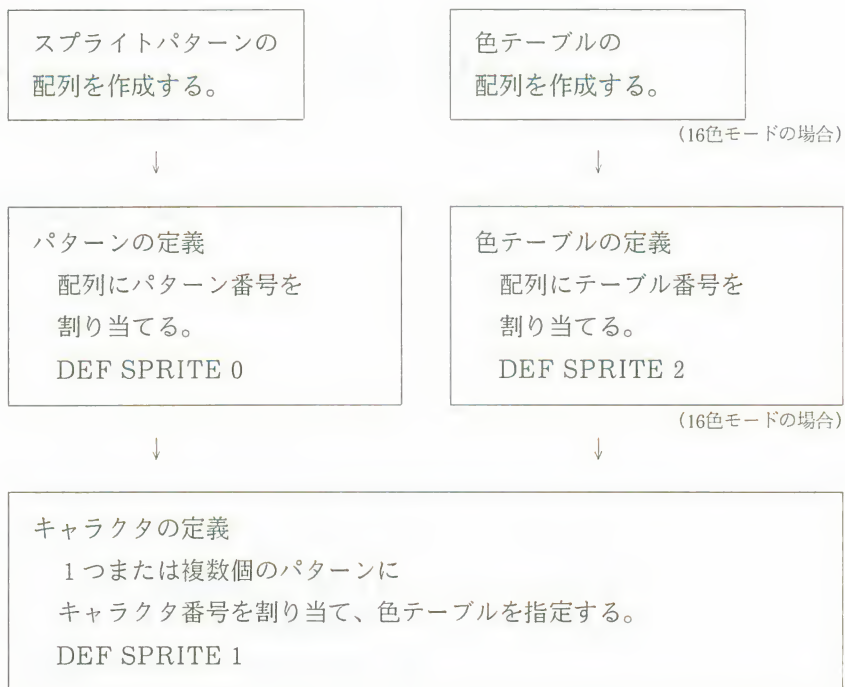 スプライトパターンの
配列を作成する。
色テーブルの
配列を作成する。
(16色モードの場合)
↓
↓
パターンの定義
配列にパターン番号を
割り当てる。
DEF SPRITE 0
色テーブルの定義
配列にテーブル番号を
割り当てる。
DEF SPRITE 2
(16色モードの場合)
↓
↓
キャラクタの定義
1つまたは複数個のパターンに
キャラクタ番号を割り当て、色テーブルを指定する。
DEF SPRITE 1